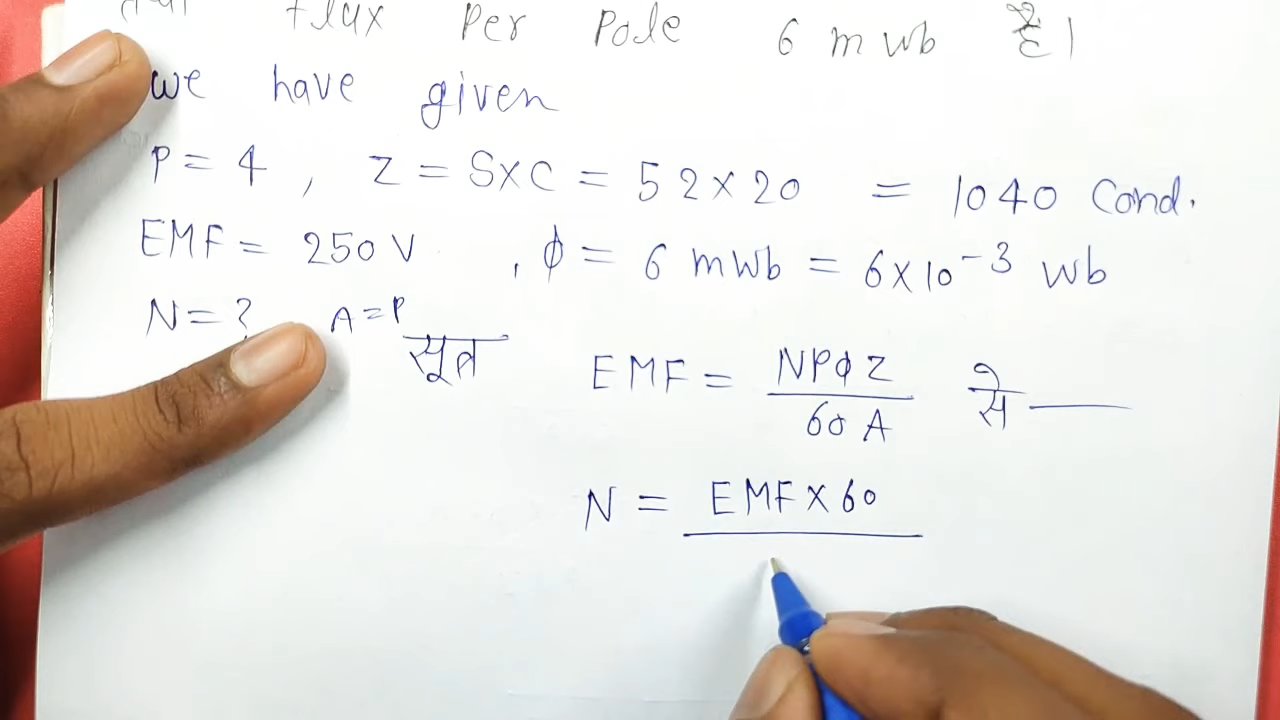 Flux Per Pole 6 m wb है।
we have given
P = 4 , Z = S×C = 52×20 = 1040 Cond.
EMF = 250 V , ϕ = 6 mwb = 6×10⁻³ wb
N = ? A = P
सूत्र EMF = NPϕZ / 60 A से —
N = EMF × 60